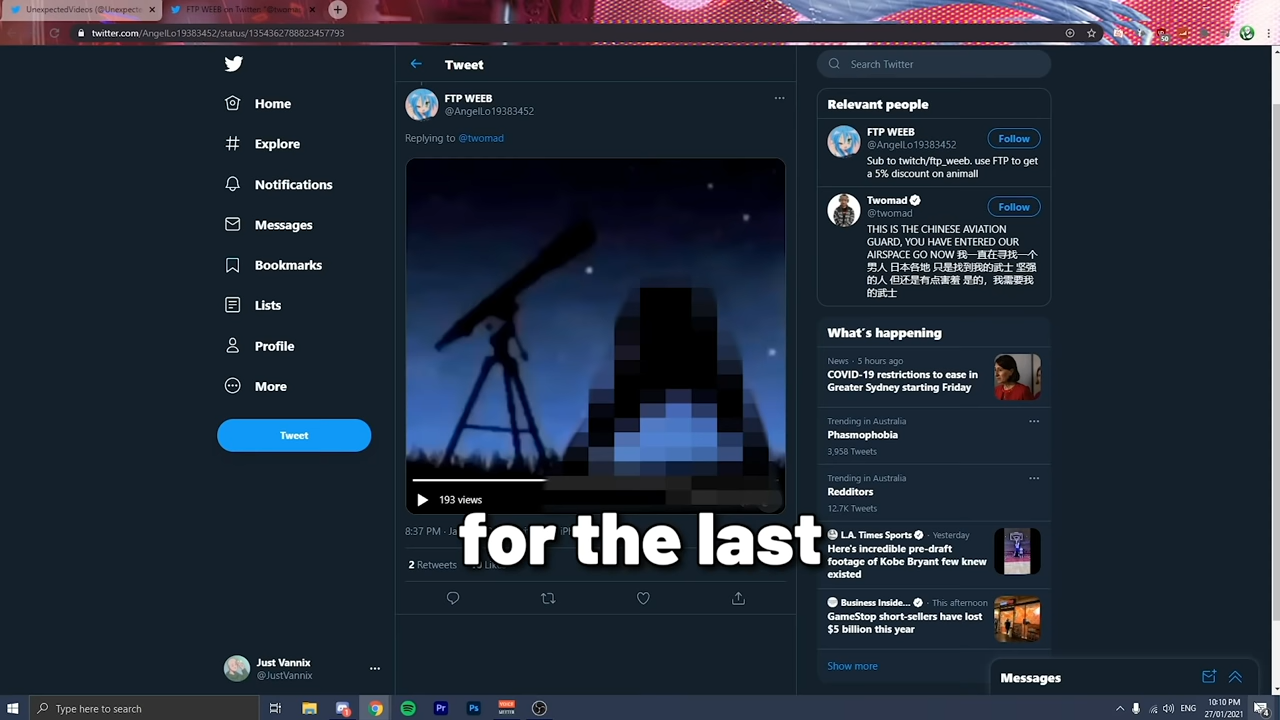 UnexpectedVideos (@Unexpecte
FTP WEEB on Twitter: "@twomad
twitter.com/AngelLo19383452/status/1354362788823457793
Home
Explore
Notifications
Messages
Bookmarks
Lists
Profile
More
Tweet
Just Vannix
@JustVannix
Tweet
FTP WEEB
@AngelLo19383452
Replying to @twomad
193 views
for the last
8:37 PM
2 Retweets
Search Twitter
Relevant people
FTP WEEB
@AngelLo19383452
Follow
Sub to twitch/ftp_weeb. use FTP to get
a 5% discount on animall
Twomad
@twomad
Follow
THIS IS THE CHINESE AVIATION
GUARD, YOU HAVE ENTERED OUR
AIRSPACE GO NOW 我一直在寻找一个
男人 日本各地 只是找到我的武士 坚强
的人 但还是有点害羞 是的，我需要我
的武士
What's happening
News · 5 hours ago
COVID-19 restrictions to ease in
Greater Sydney starting Friday
Trending in Australia
Phasmophobia
3,958 Tweets
Trending in Australia
Redditors
12.7K Tweets
L.A. Times Sports · Yesterday
Here's incredible pre-draft
footage of Kobe Bryant few knew
existed
Business Inside... · This afternoon
GameStop short-sellers have lost
$5 billion this year
Show more
Messages
Type here to search
ENG
10:10 PM
27/01/2021